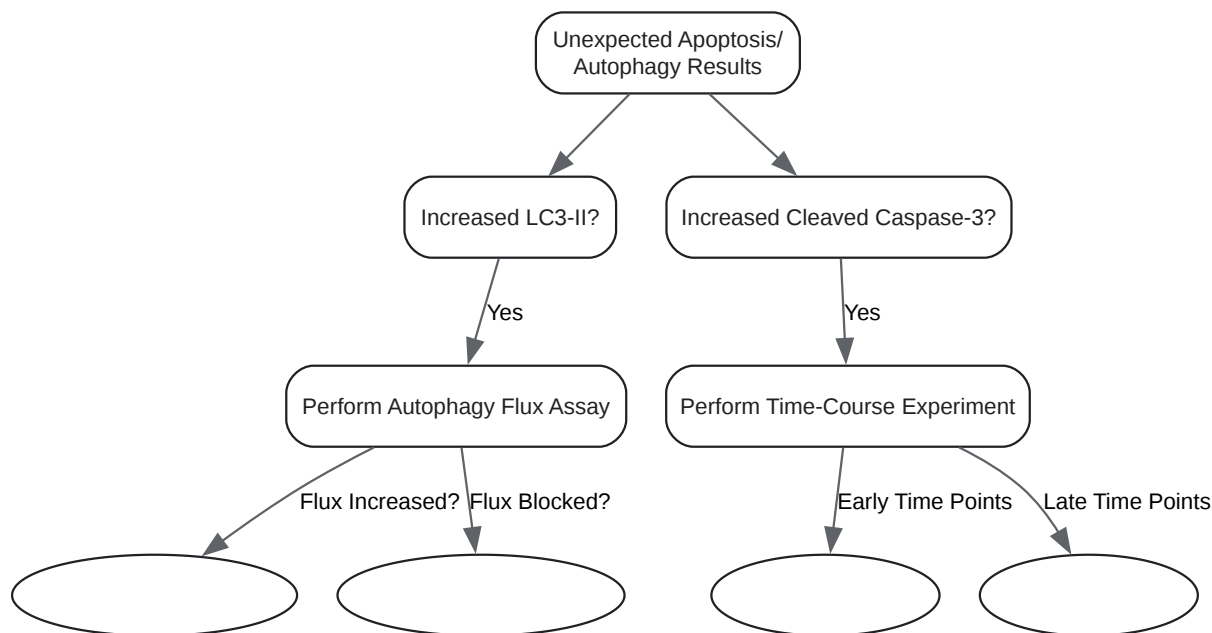 Unexpected Apoptosis/
Autophagy Results
Increased LC3-II?
Increased Cleaved Caspase-3?
Yes
Yes
Perform Autophagy Flux Assay
Perform Time-Course Experiment
Flux Increased?
Flux Blocked?
Early Time Points
Late Time Points